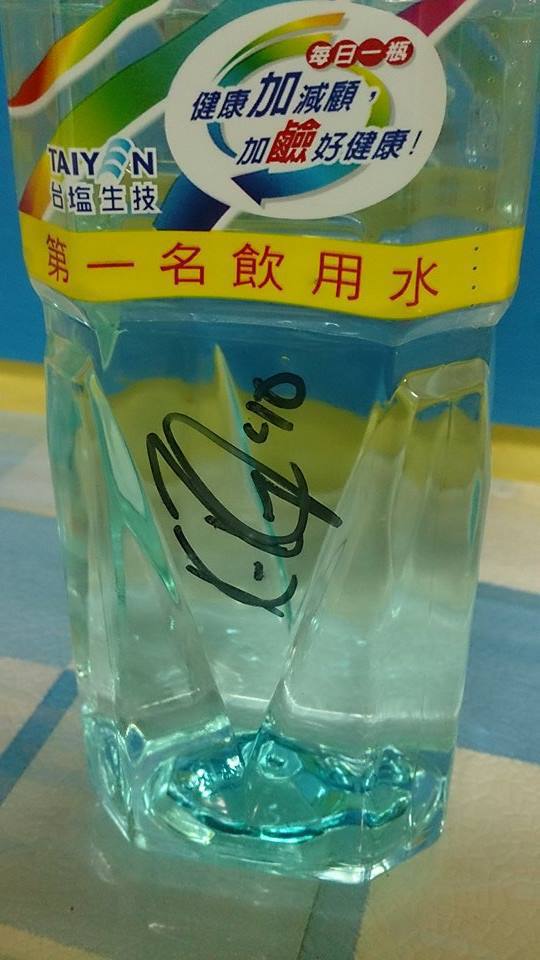 每日一瓶
健康加減顧，
加鹼好健康！
TAIYEN
台塩生技
第一名飲用水